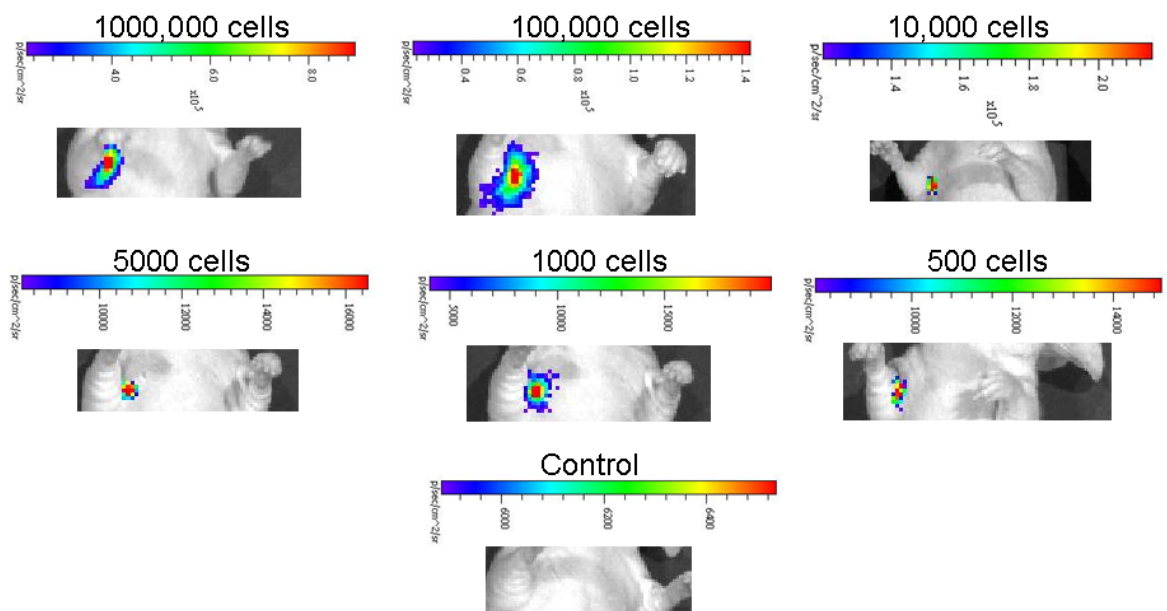 1000,000 cells
p/sec/cm^2/sr
4.0 6.0 8.0
x10^5
100,000 cells
p/sec/cm^2/sr
0.4 0.6 0.8 1.0 1.2 1.4
x10^5
10,000 cells
p/sec/cm^2/sr
1.4 1.6 1.8 2.0
x10^5
5000 cells
p/sec/cm^2/sr
10000 12000 14000 16000
1000 cells
p/sec/cm^2/sr
5000 10000 15000
500 cells
p/sec/cm^2/sr
10000 12000 14000
Control
p/sec/cm^2/sr
6000 6200 6400